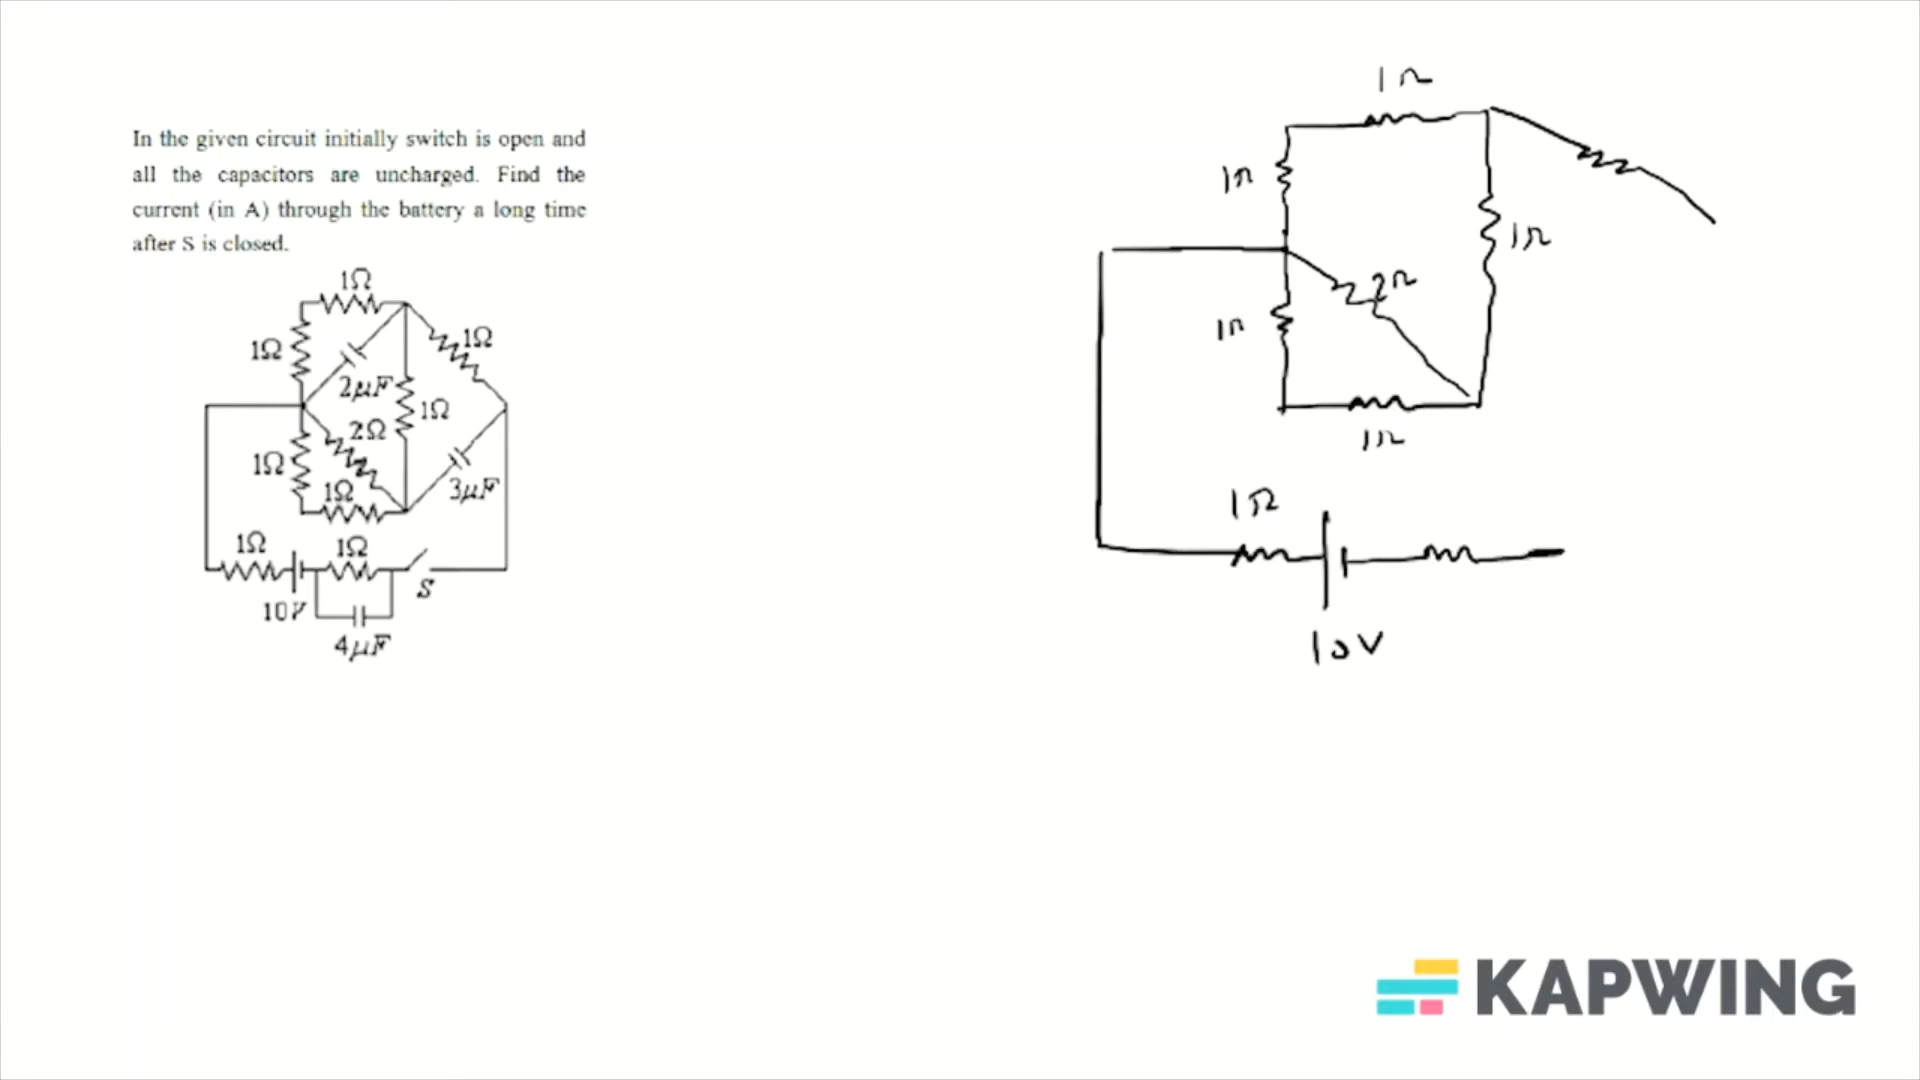 In the given circuit initially switch is open and
all the capacitors are uncharged. Find the
current (in A) through the battery a long time
after S is closed.
1Ω
1Ω
1Ω
2μF
1Ω
2Ω
1Ω
1Ω
3μF
1Ω
1Ω
S
10V
4μF
1Ω
1Ω
1Ω
2Ω
1Ω
1Ω
1Ω
10V
KAPWING